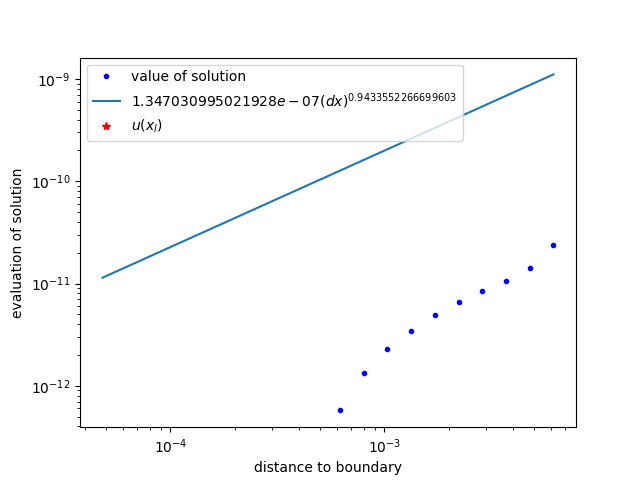 value of solution
1.347030995021928e − 07(dx)^0.9433552266699603
u(x_l)
10^−9
10^−10
10^−11
10^−12
evaluation of solution
10^−4 10^−3
distance to boundary